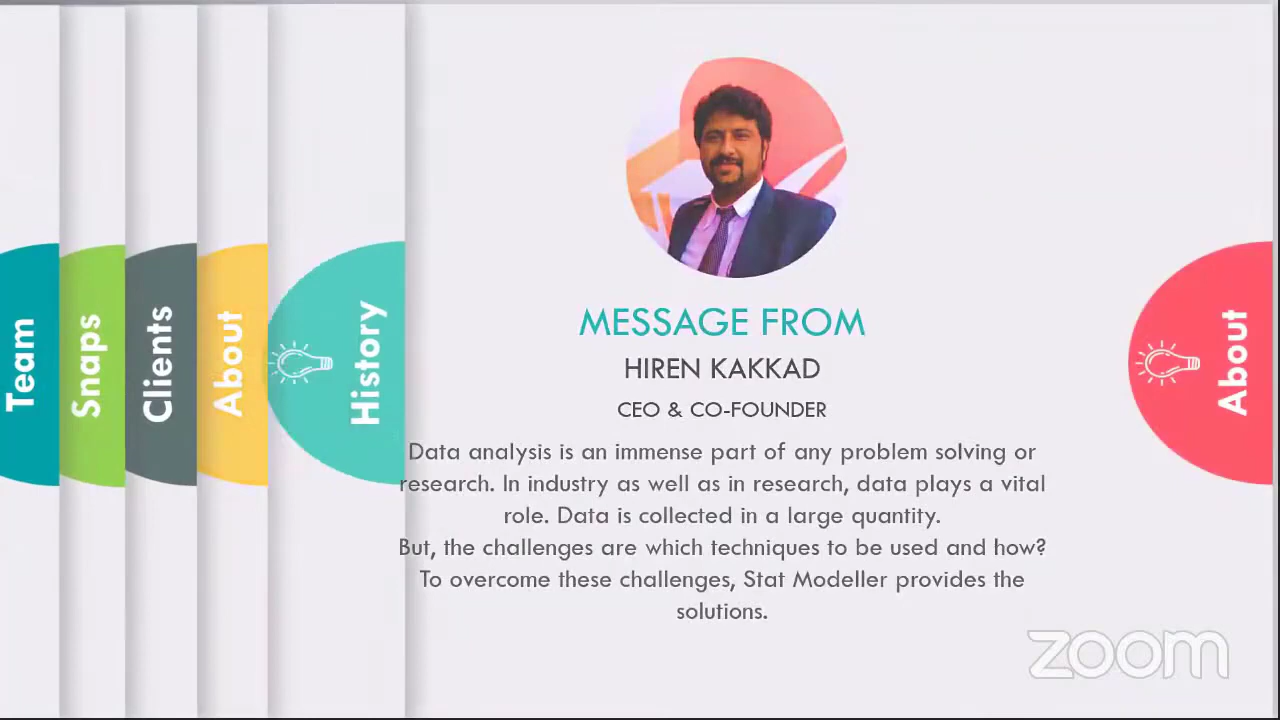 Team
Snaps
Clients
About
History
MESSAGE FROM
HIREN KAKKAD
CEO & CO-FOUNDER
Data analysis is an immense part of any problem solving or
research. In industry as well as in research, data plays a vital
role. Data is collected in a large quantity.
But, the challenges are which techniques to be used and how?
To overcome these challenges, Stat Modeller provides the
solutions.
About
zoom